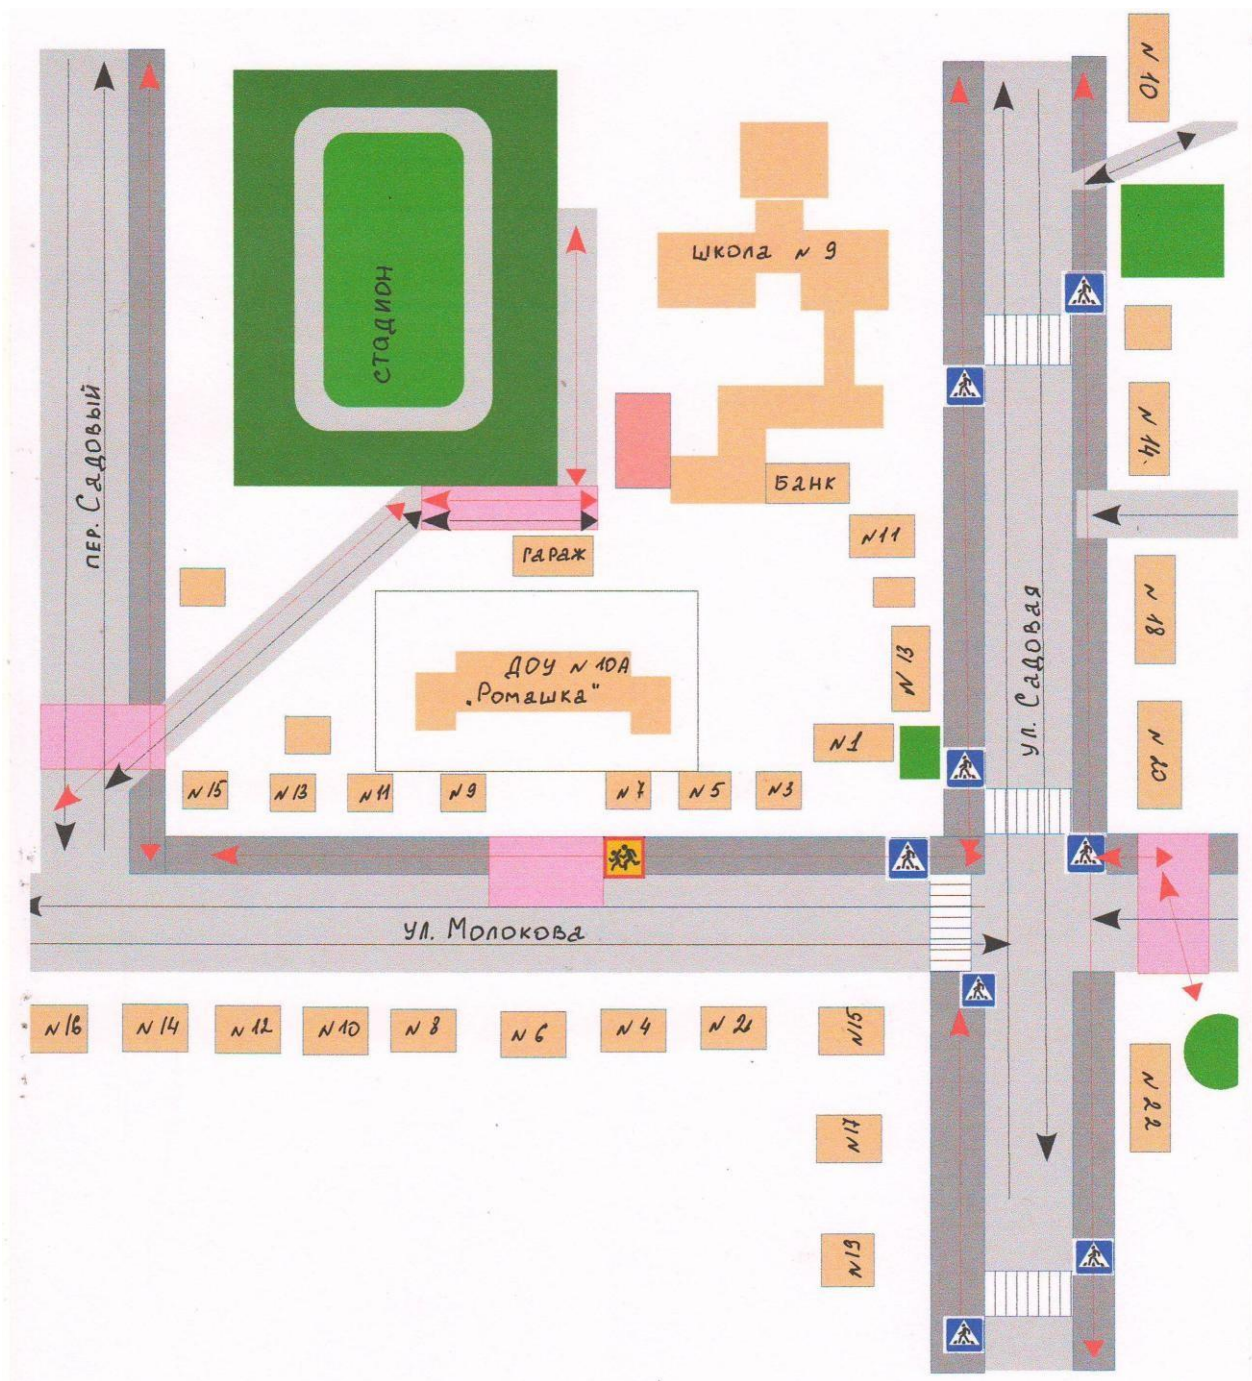 N 10
ШКОЛА N 9
СТАДИОН
N 14.
ПЕР. САДОВЫЙ
БАНК
N 11
ГАРАЖ
N 18
УЛ. САДОВАЯ
N 13
ДОУ N 10А
„РОМАШКА"
N 1
N 20
N 15
N 13
N 11
N 9
N 7
N 5
N 3
УЛ. МОЛОКОВА
N 16
N 14
N 12
N 10
N 8
N 6
N 4
N 2
N 15
N 22
N 17
N 19